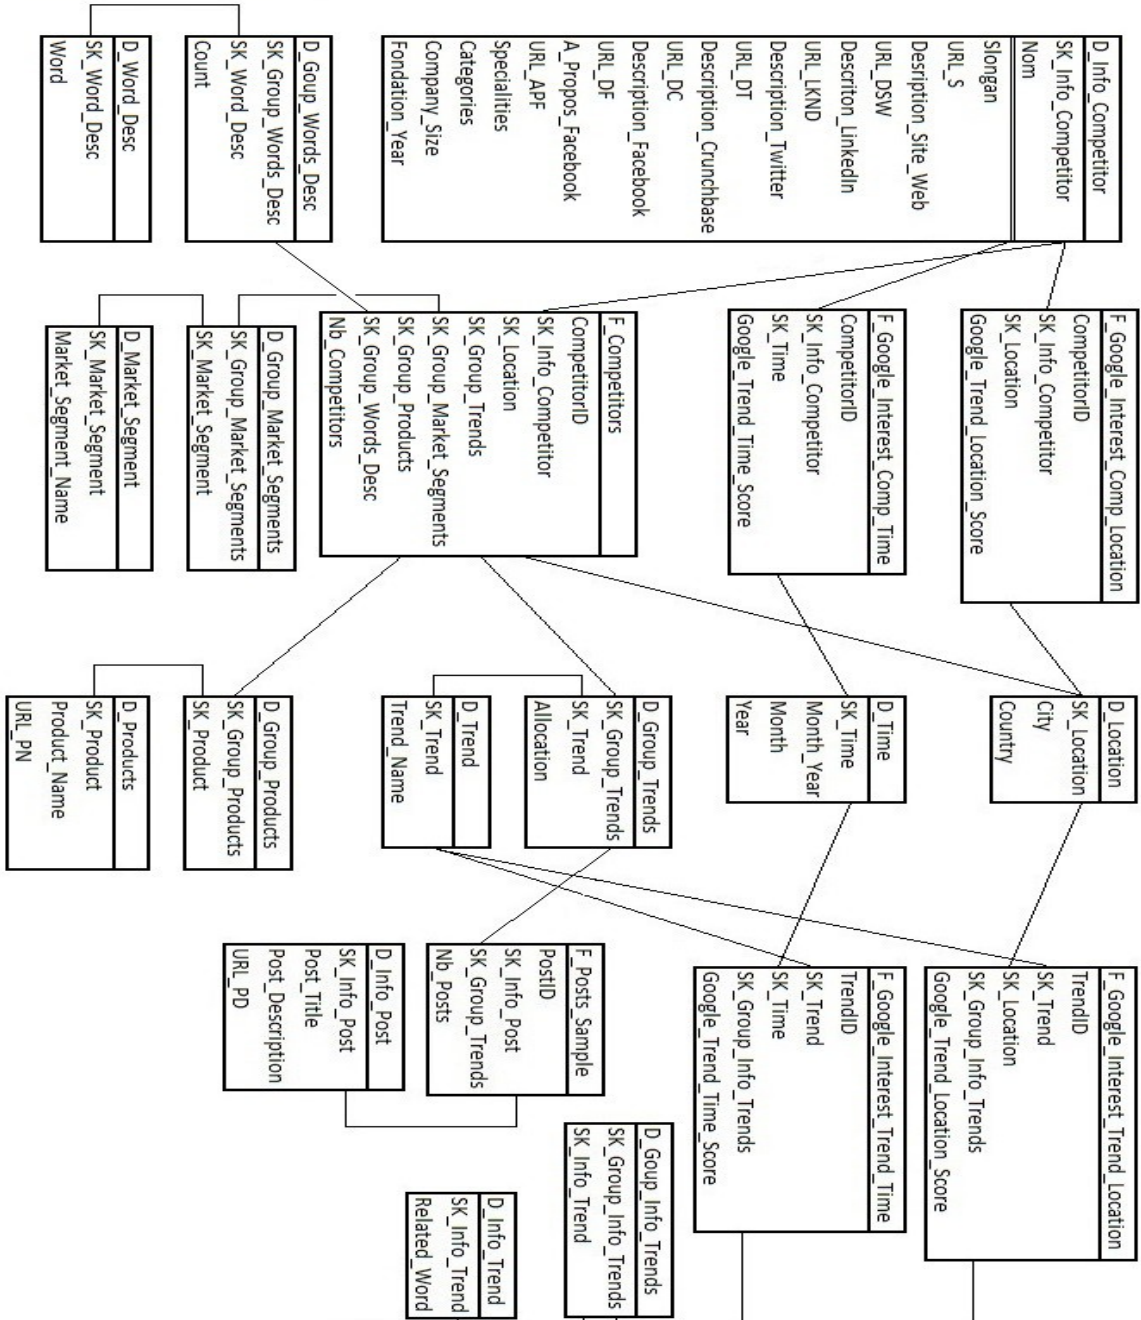 D_Info_Competitor
SK_Info_Competitor
Nom
Slongan
URL_S
Desription_Site_Web
URL_DSW
Descriton_LinkedIn
URL_LKND
Description_Twitter
URL_DT
Description_Crunchbase
URL_DC
Description_Facebook
URL_DF
A_Propos_Facebook
URL_APF
Specialities
Categories
Company_Size
Fondation_Year
D_Goup_Words_Desc
SK_Group_Words_Desc
SK_Word_Desc
Count
D_Word_Desc
SK_Word_Desc
Word
F_Google_Interest_Comp_Location
CompetitorID
SK_Info_Competitor
SK_Location
Google_Trend_Location_Score
F_Google_Interest_Comp_Time
CompetitorID
SK_Info_Competitor
SK_Time
Google_Trend_Time_Score
F_Competitors
CompetitorID
SK_Info_Competitor
SK_Location
SK_Group_Trends
SK_Group_Market_Segments
SK_Group_Products
SK_Group_Words_Desc
Nb_Competitors
D_Group_Market_Segments
SK_Group_Market_Segments
SK_Market_Segment
D_Market_Segment
SK_Market_Segment
Market_Segment_Name
D_Location
SK_Location
City
Country
D_Time
SK_Time
Month_Year
Month
Year
D_Group_Trends
SK_Group_Trends
SK_Trend
Allocation
D_Trend
SK_Trend
Trend_Name
D_Group_Products
SK_Group_Products
SK_Product
D_Products
SK_Product
Product_Name
URL_PN
F_Google_Interest_Trend_Location
TrendID
SK_Trend
SK_Location
SK_Group_Info_Trends
Google_Trend_Location_Score
F_Google_Interest_Trend_Time
TrendID
SK_Trend
SK_Time
SK_Group_Info_Trends
Google_Trend_Time_Score
F_Posts_Sample
PostID
SK_Info_Post
SK_Group_Trends
Nb_Posts
D_Info_Post
SK_Info_Post
Post_Title
Post_Description
URL_PD
D_Goup_Info_Trends
SK_Group_Info_Trends
SK_Info_Trend
D_Info_Trend
SK_Info_Trend
Related_Word